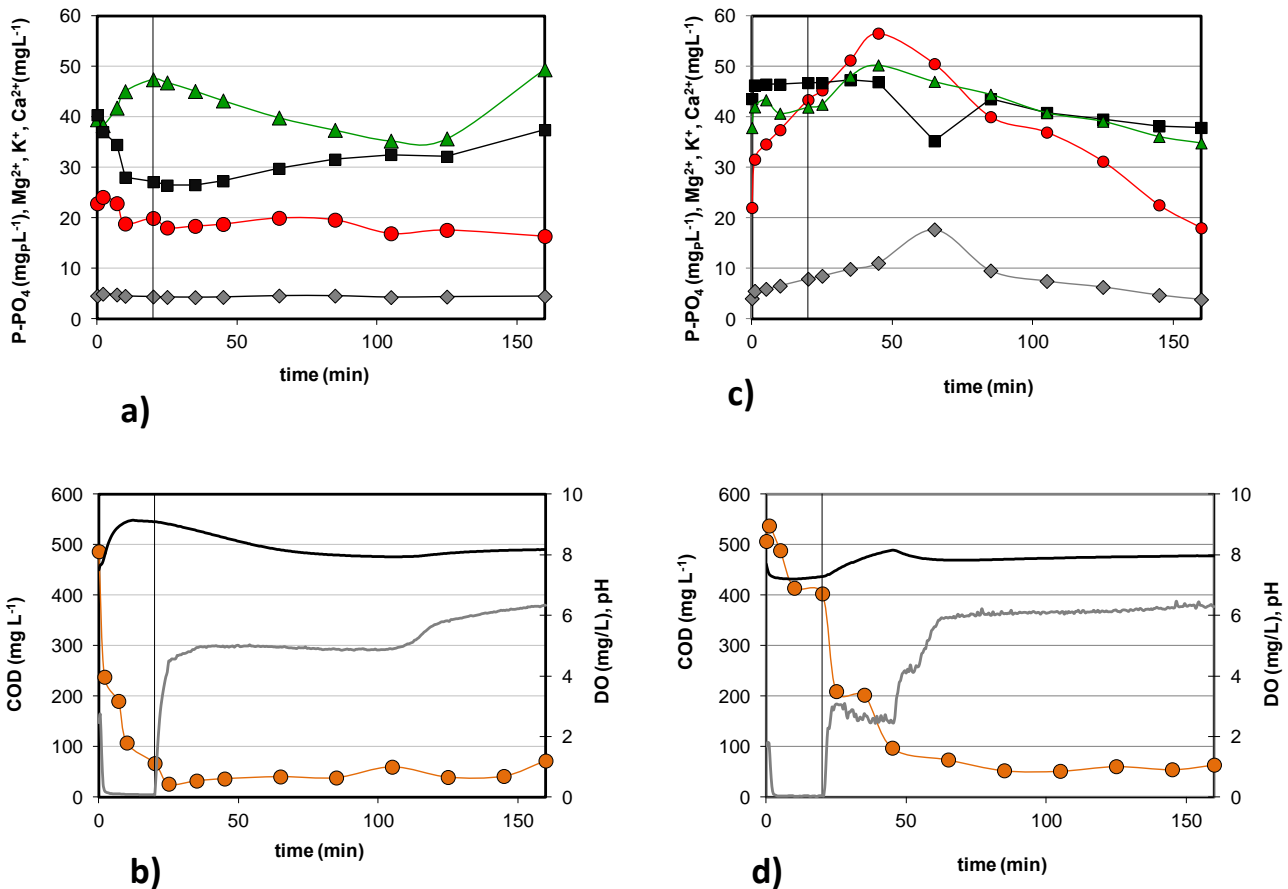 P-PO4 (mgPL-1), Mg2+, K+, Ca2+(mgL-1)
60
50
40
30
20
10
0
0 50 100 150
time (min)
a)
P-PO4 (mgPL-1), Mg2+, K+, Ca2+(mgL-1)
60
50
40
30
20
10
0
0 50 100 150
time (min)
c)
COD (mg L-1)
600
500
400
300
200
100
0
10
8
6
4
2
0
DO (mg/L), pH
0 50 100 150
time (min)
b)
COD (mg L-1)
600
500
400
300
200
100
0
10
8
6
4
2
0
DO (mg/L), pH
0 50 100 150
time (min)
d)